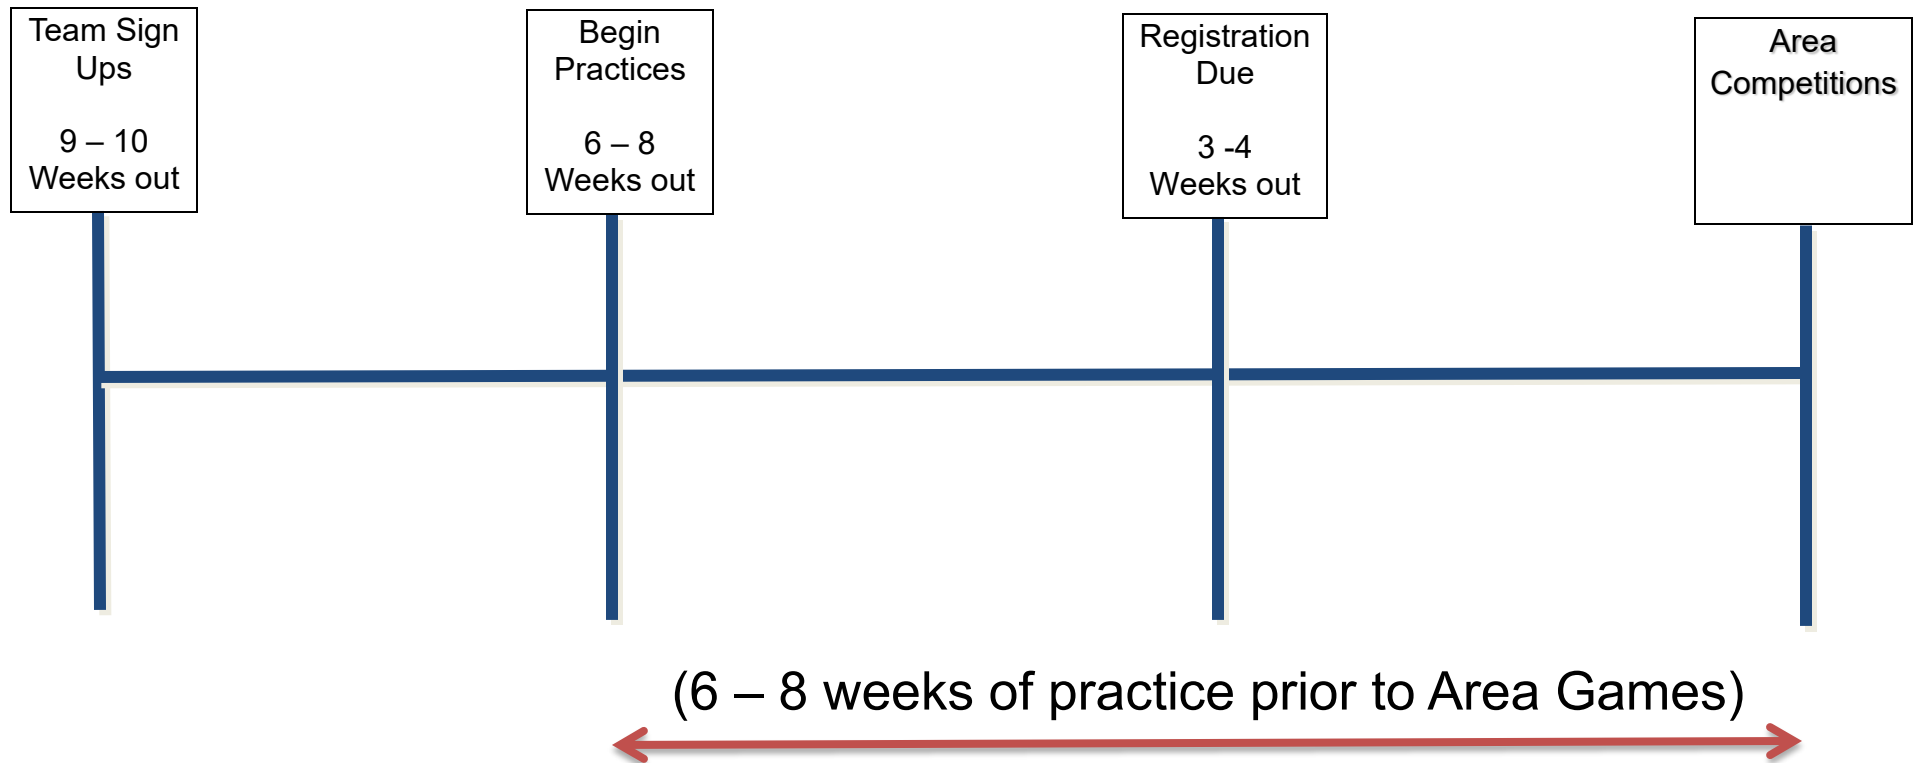 Team Sign
Ups
9 – 10
Weeks out
Begin
Practices
6 – 8
Weeks out
Registration
Due
3 -4
Weeks out
Area
Competitions
(6 – 8 weeks of practice prior to Area Games)